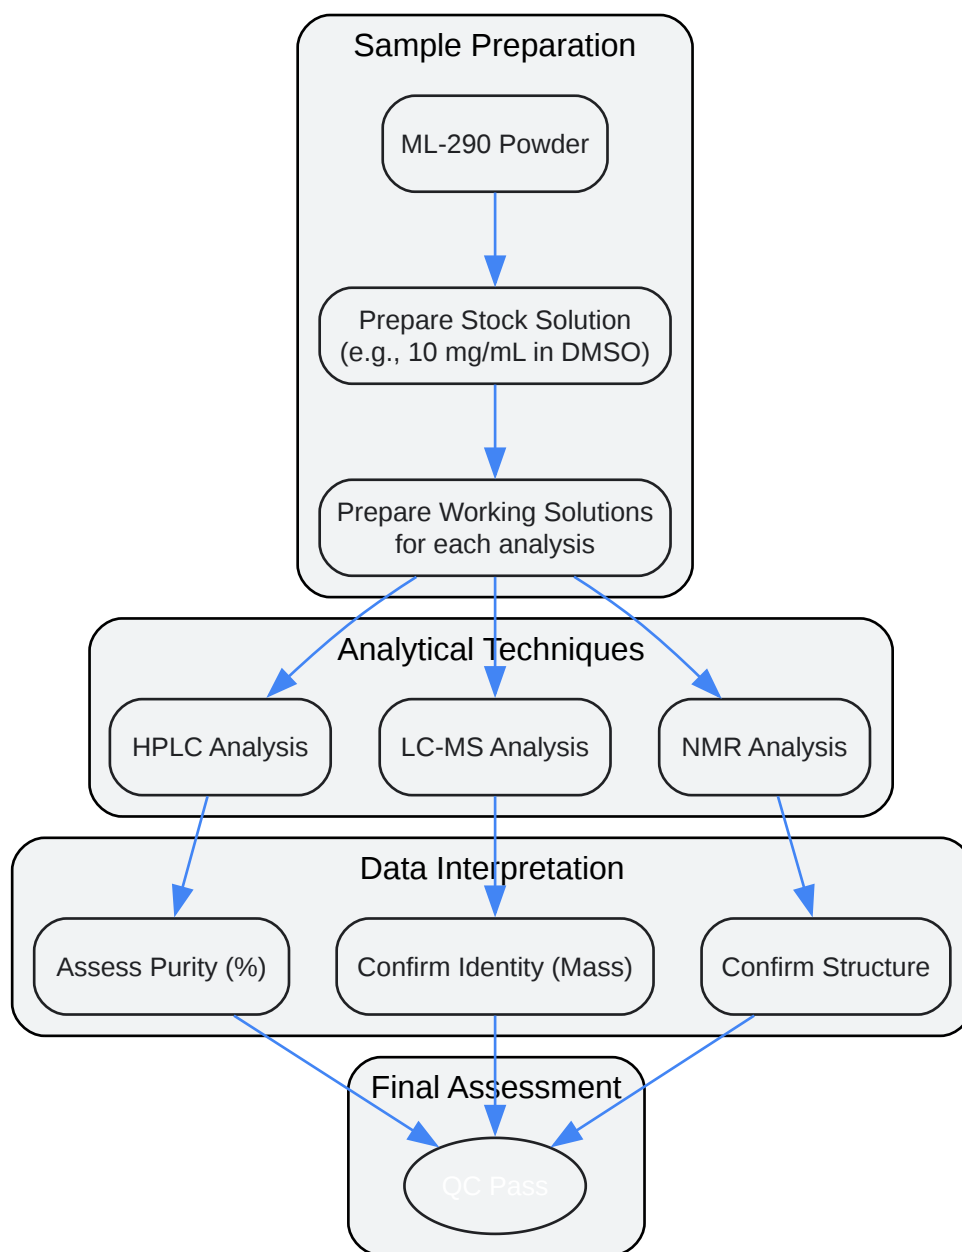 Sample Preparation
ML-290 Powder
Prepare Stock Solution
(e.g., 10 mg/mL in DMSO)
Prepare Working Solutions
for each analysis
Analytical Techniques
HPLC Analysis
LC-MS Analysis
NMR Analysis
Data Interpretation
Assess Purity (%)
Confirm Identity (Mass)
Confirm Structure
Final Assessment
QC Pass